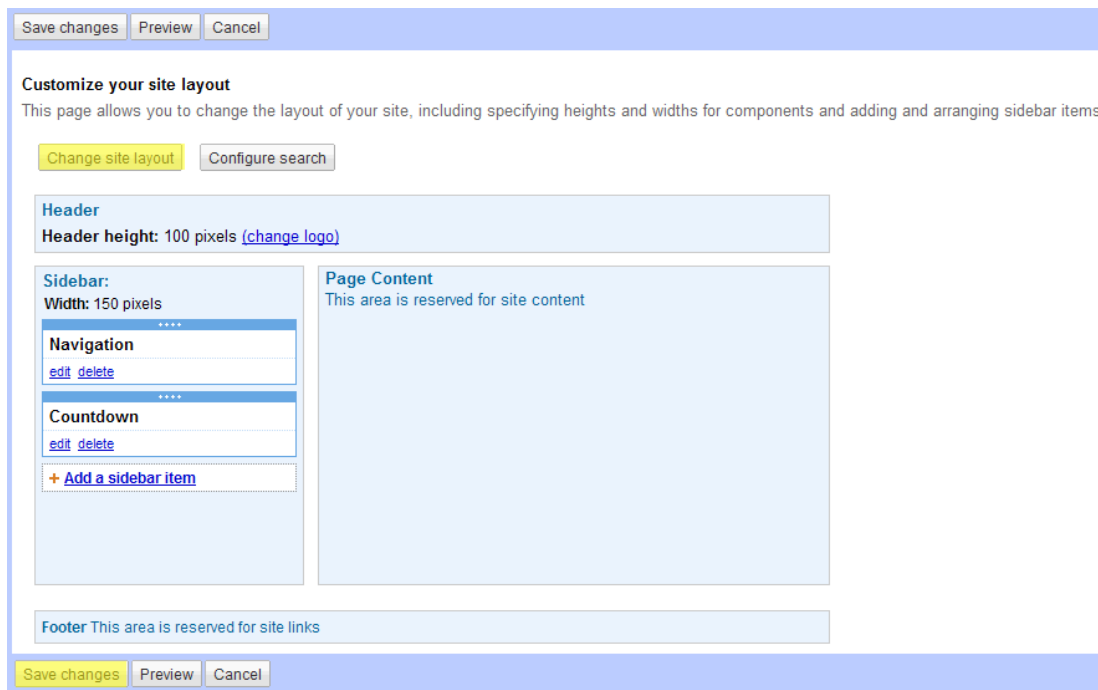 Save changes Preview Cancel
Customize your site layout
This page allows you to change the layout of your site, including specifying heights and widths for components and adding and arranging sidebar items
Change site layout Configure search
Header
Header height: 100 pixels (change logo)
Sidebar:
Width: 150 pixels
Navigation
edit delete
Countdown
edit delete
+ Add a sidebar item
Page Content
This area is reserved for site content
Footer This area is reserved for site links
Save changes Preview Cancel